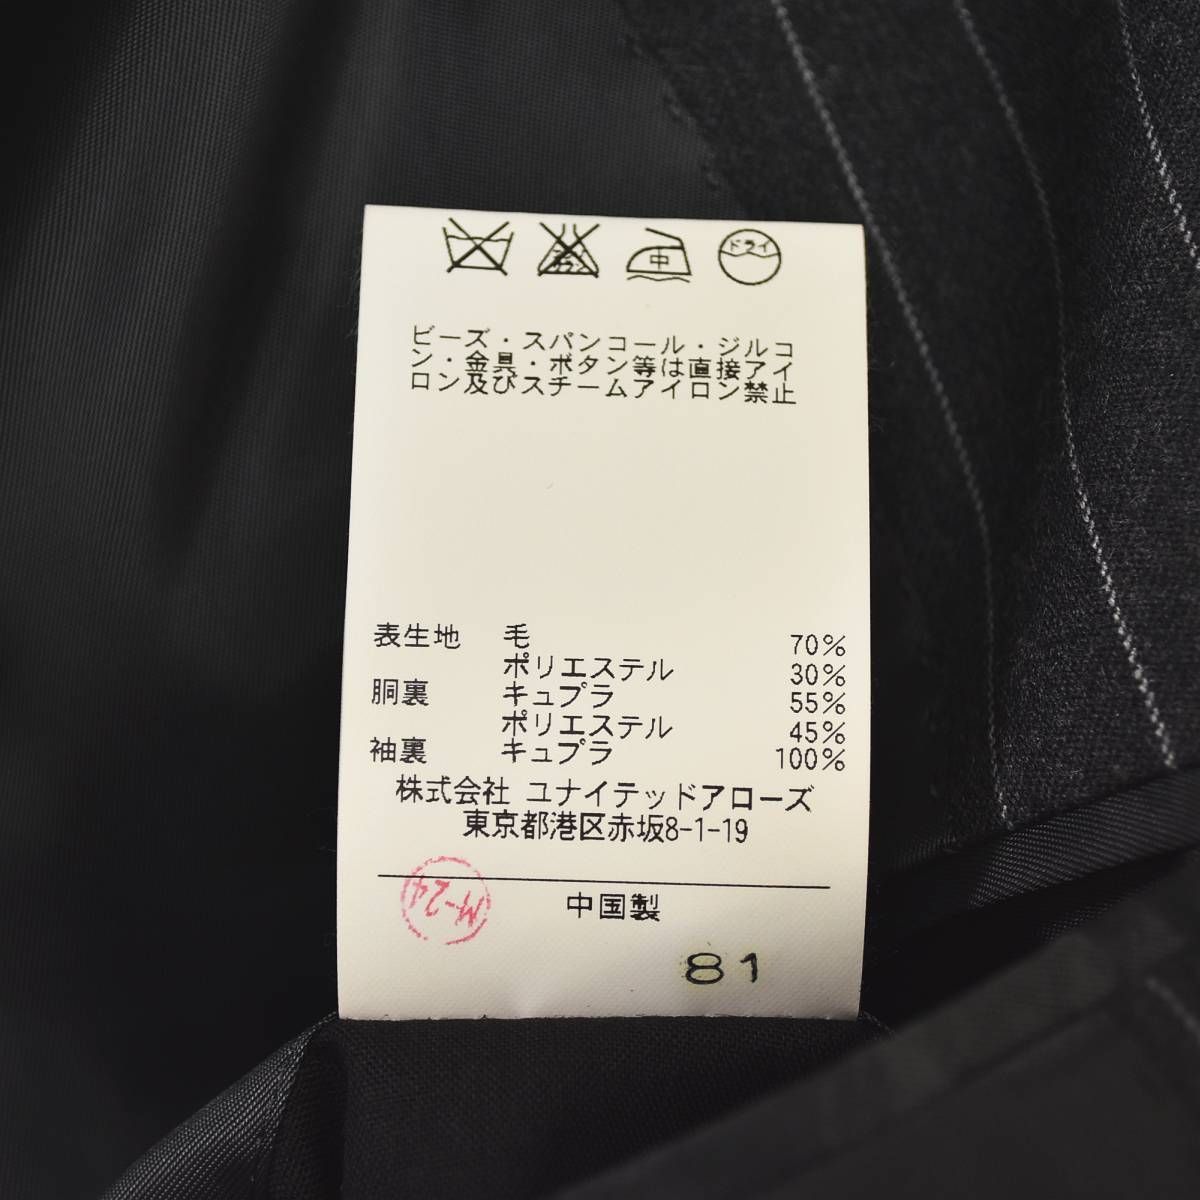 中
ドライ
ビーズ・スパンコール・ジルコ
ン・金具・ボタン等は直接アイ
ロン及びスチームアイロン禁止
表生地 毛 70%
ポリエステル 30%
胴裏 キュプラ 55%
ポリエステル 45%
袖裏 キュプラ 100%
株式会社 ユナイテッドアローズ
東京都港区赤坂8-1-19
M-24
中国製
81